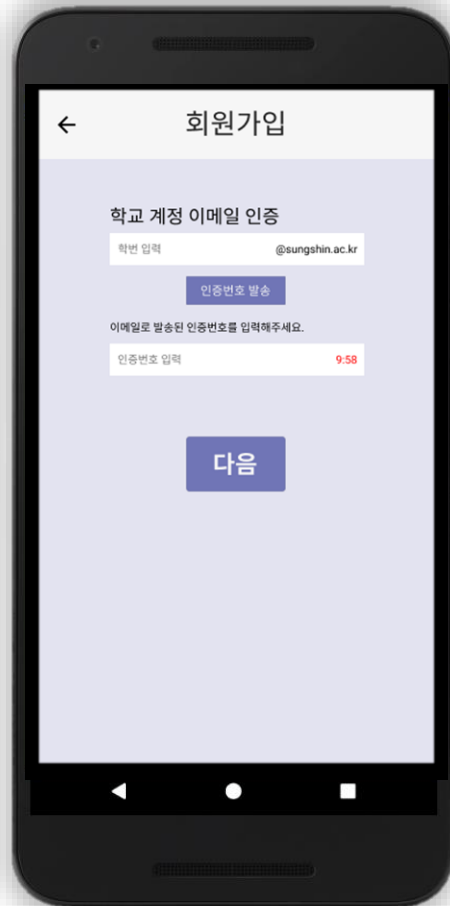 회원가입
학교 계정 이메일 인증
학번 입력 @sungshin.ac.kr
인증번호 발송
이메일로 발송된 인증번호를 입력해주세요.
인증번호 입력 9:58
다음